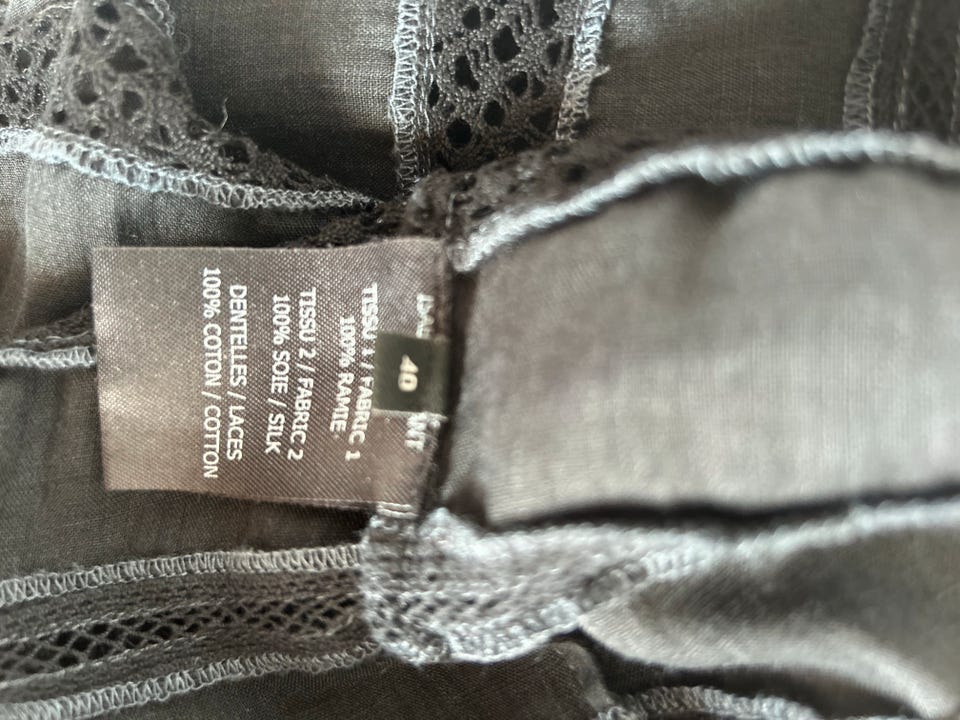 40
TISSU 1 / FABRIC 1
100% RAMIE
TISSU 2 / FABRIC 2
100% SOIE / SILK
DENTELLES / LACES
100% COTON / COTTON